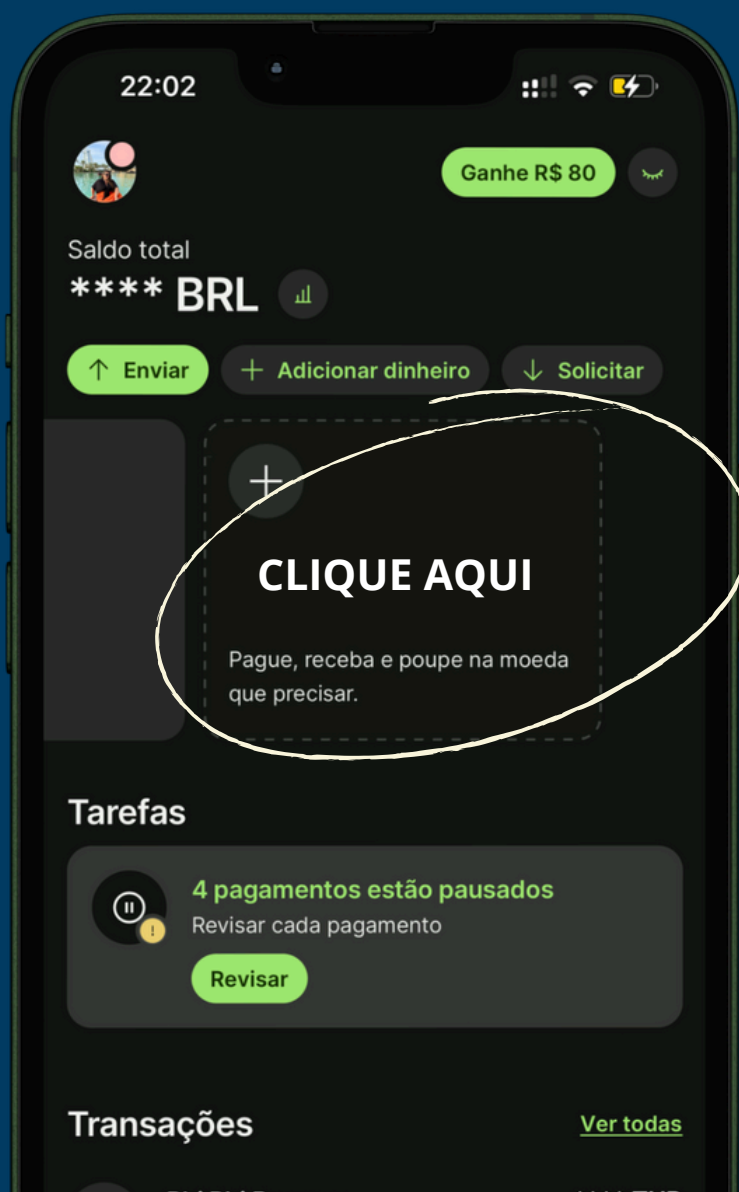 22:02
Ganhe R$ 80
Saldo total
**** BRL
Enviar
Adicionar dinheiro
Solicitar
CLIQUE AQUI
Pague, receba e poupe na moeda
que precisar.
Tarefas
4 pagamentos estão pausados
Revisar cada pagamento
Revisar
Transações
Ver todas